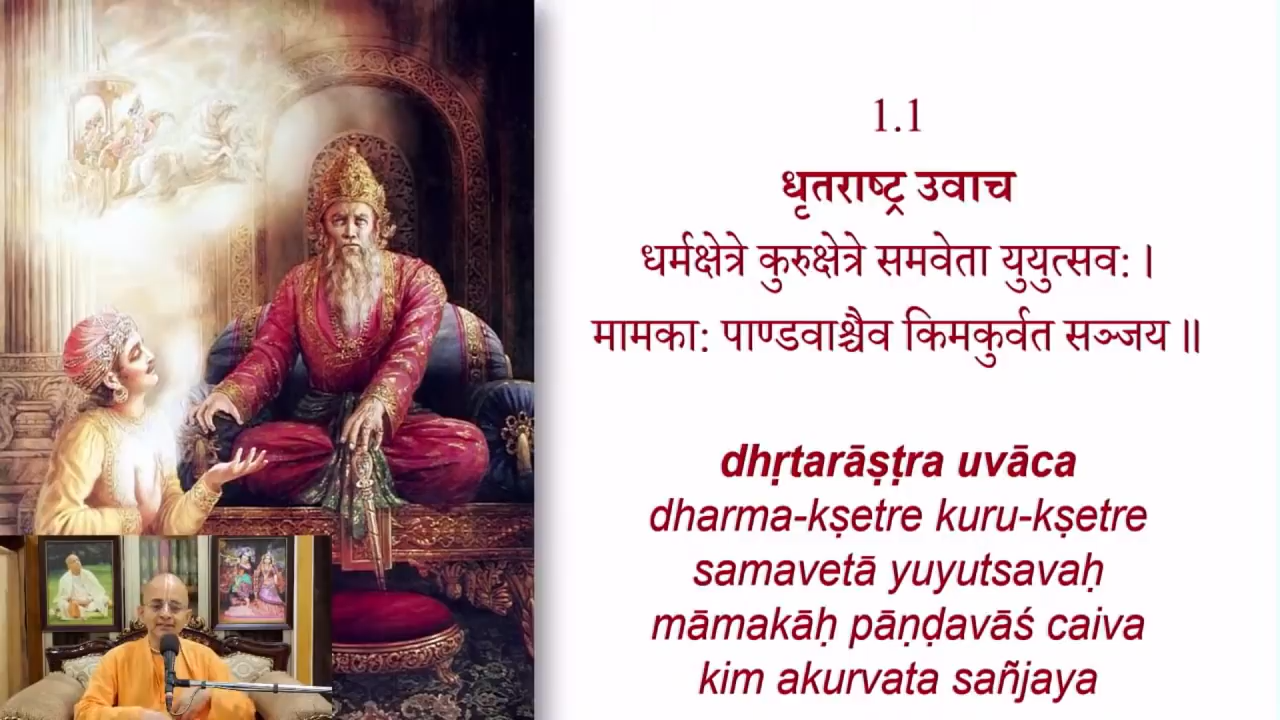 1.1
धृतराष्ट्र उवाच
धर्मक्षेत्रे कुरुक्षेत्रे समवेता युयुत्सव: ।
मामका: पाण्डवाश्चैव किमकुर्वत सञ्जय ॥
dhṛtarāṣṭra uvāca
dharma-kṣetre kuru-kṣetre
samavetā yuyutsavaḥ
māmakāḥ pāṇḍavāś caiva
kim akurvata sañjaya